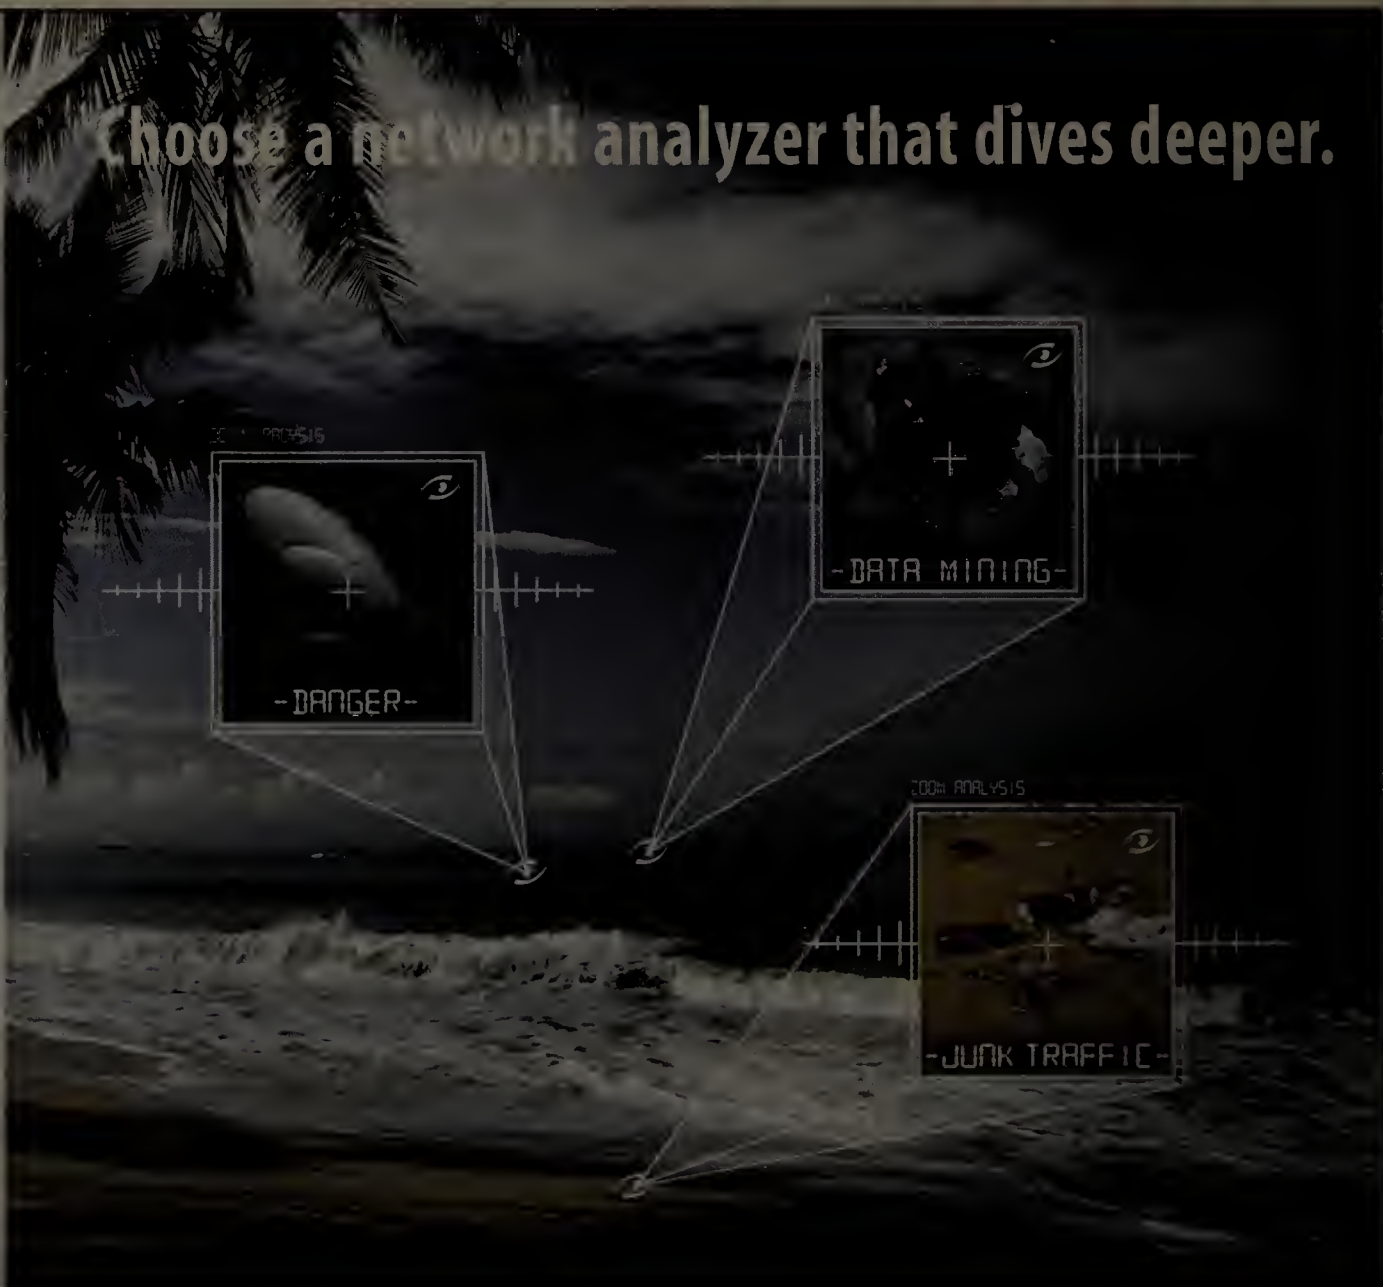 Choose a network analyzer that dives deeper.
-DATA MINING-
-DANGER-
ZOOM ANALYSIS
-JUNK TRAFFIC-